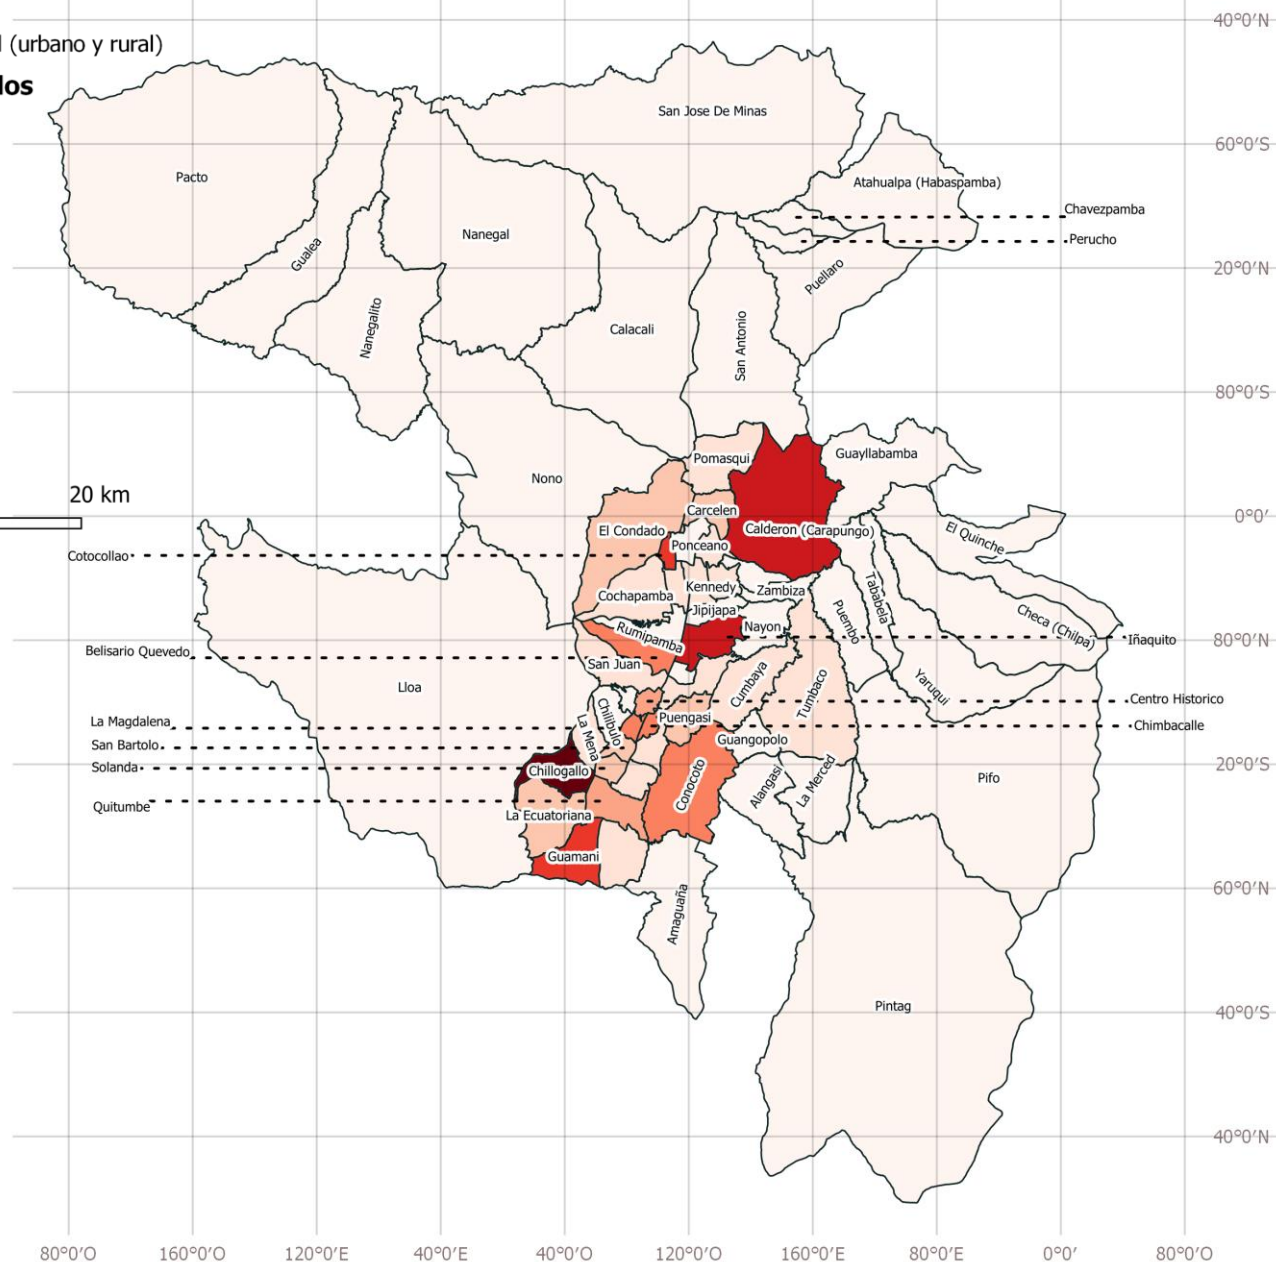 (urbano y rural)
40°0′N
San Jose De Minas
60°0′S
Pacto
Atahualpa (Habaspamba)
Chavezpamba
Nanegal
Perucho
Gualea
20°0′N
Puellaro
Nanegalito
Calacali
San Antonio
80°0′S
Pomasqui
Guayllabamba
Nono
20 km
Carcelen
0°0′
El Condado
Calderon (Carapungo)
El Quinche
Ponceano
Cotocollao
Kennedy
Zambiza
Cochapamba
Tababela
Jipijapa
Puembo
Checa (Chilpa)
Nayon
Rumipamba
Iñaquito
80°0′N
Belisario Quevedo
San Juan
Lloa
Cumbaya
Tumbaco
Yaruqui
Centro Historico
La Magdalena
La Mena
Chilibulo
Puengasi
Chimbacalle
San Bartolo
Guangopolo
Solanda
Chillogallo
20°0′S
Conocoto
Alangasi
La Merced
Pifo
Quitumbe
La Ecuatoriana
Guamani
60°0′N
Amaguaña
Pintag
40°0′S
40°0′N
80°0′O
160°0′O
120°0′E
40°0′E
40°0′O
120°0′O
160°0′E
80°0′E
0°0′
80°0′O